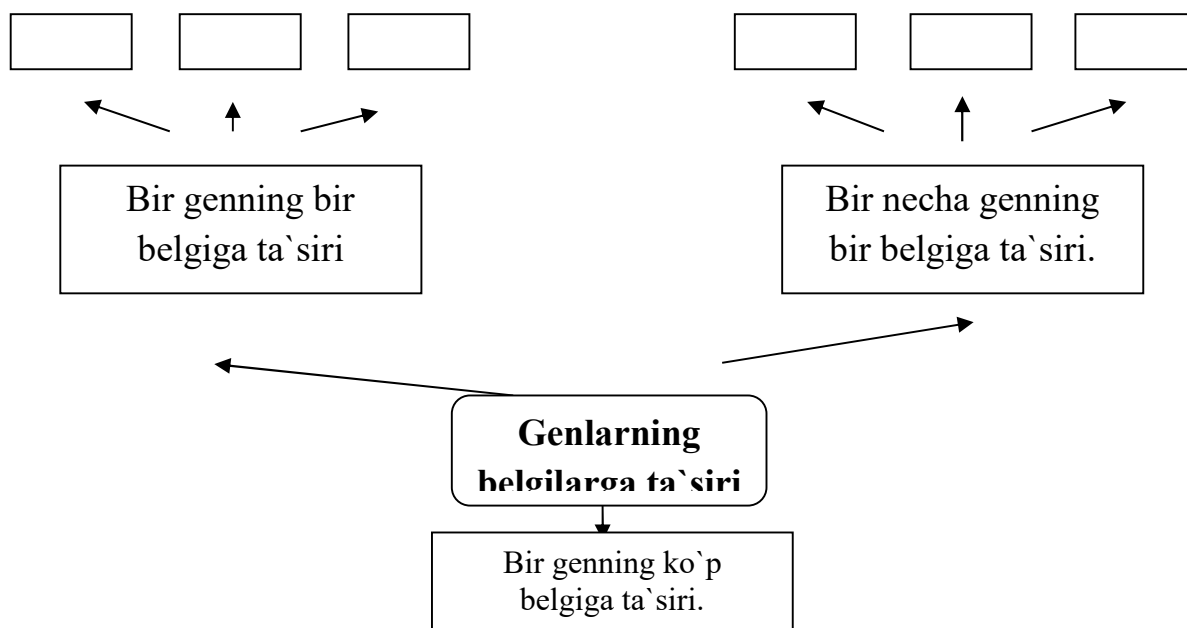 Bir genning bir
belgiga ta`siri
Bir necha genning
bir belgiga ta`siri.
Genlarning
belgilarga ta`siri
Bir genning ko`p
belgiga ta`siri.